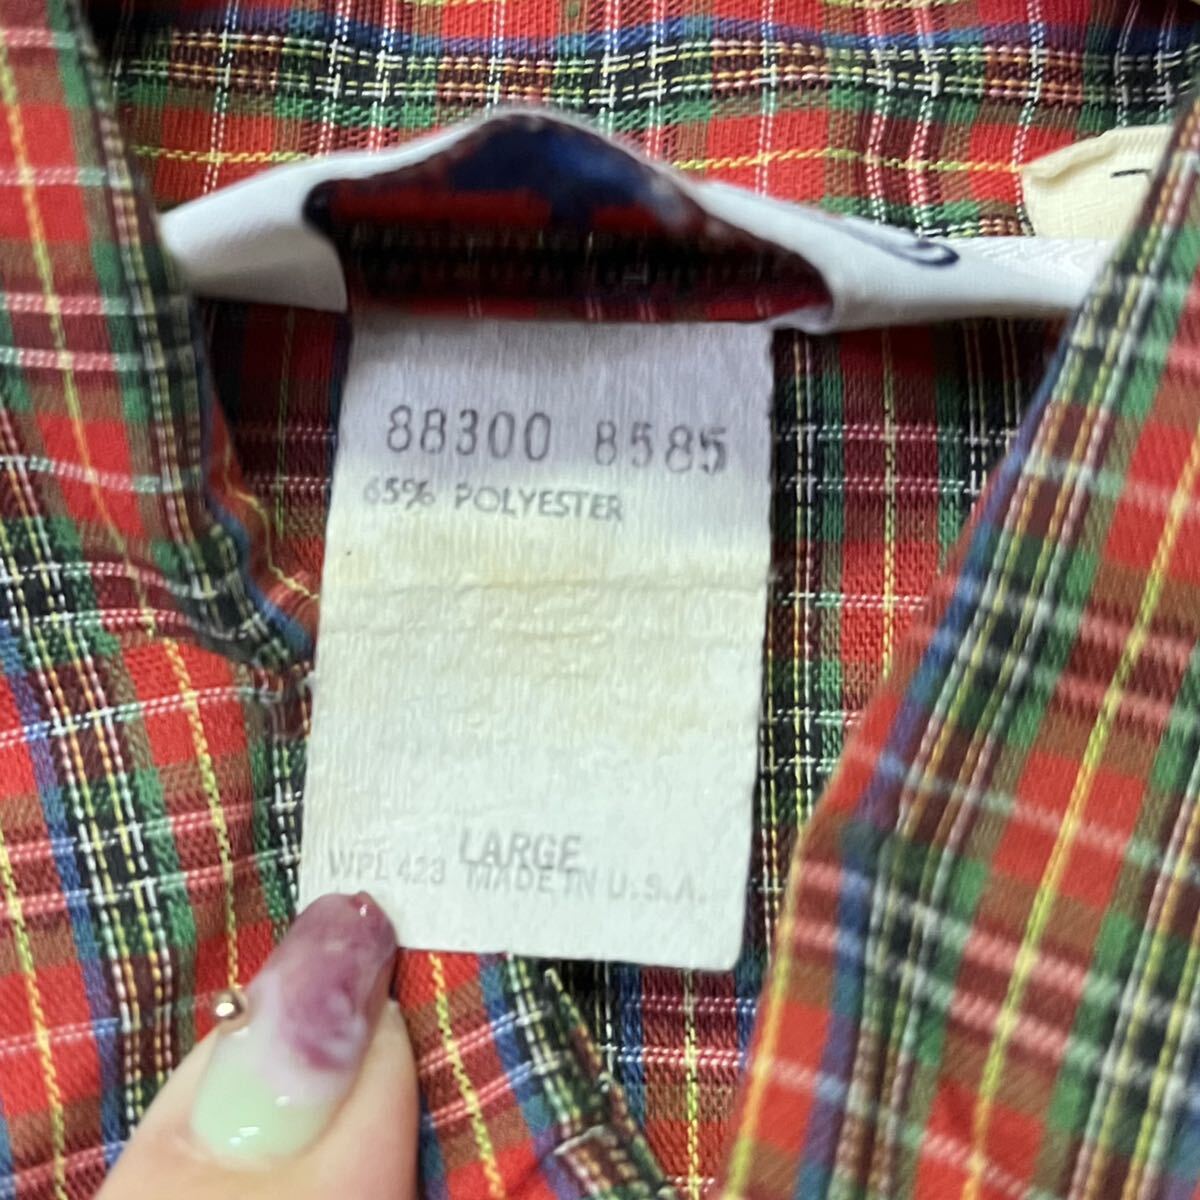 88300 8585
65% POLYESTER
LARGE
WPL 423 MADE IN U.S.A.